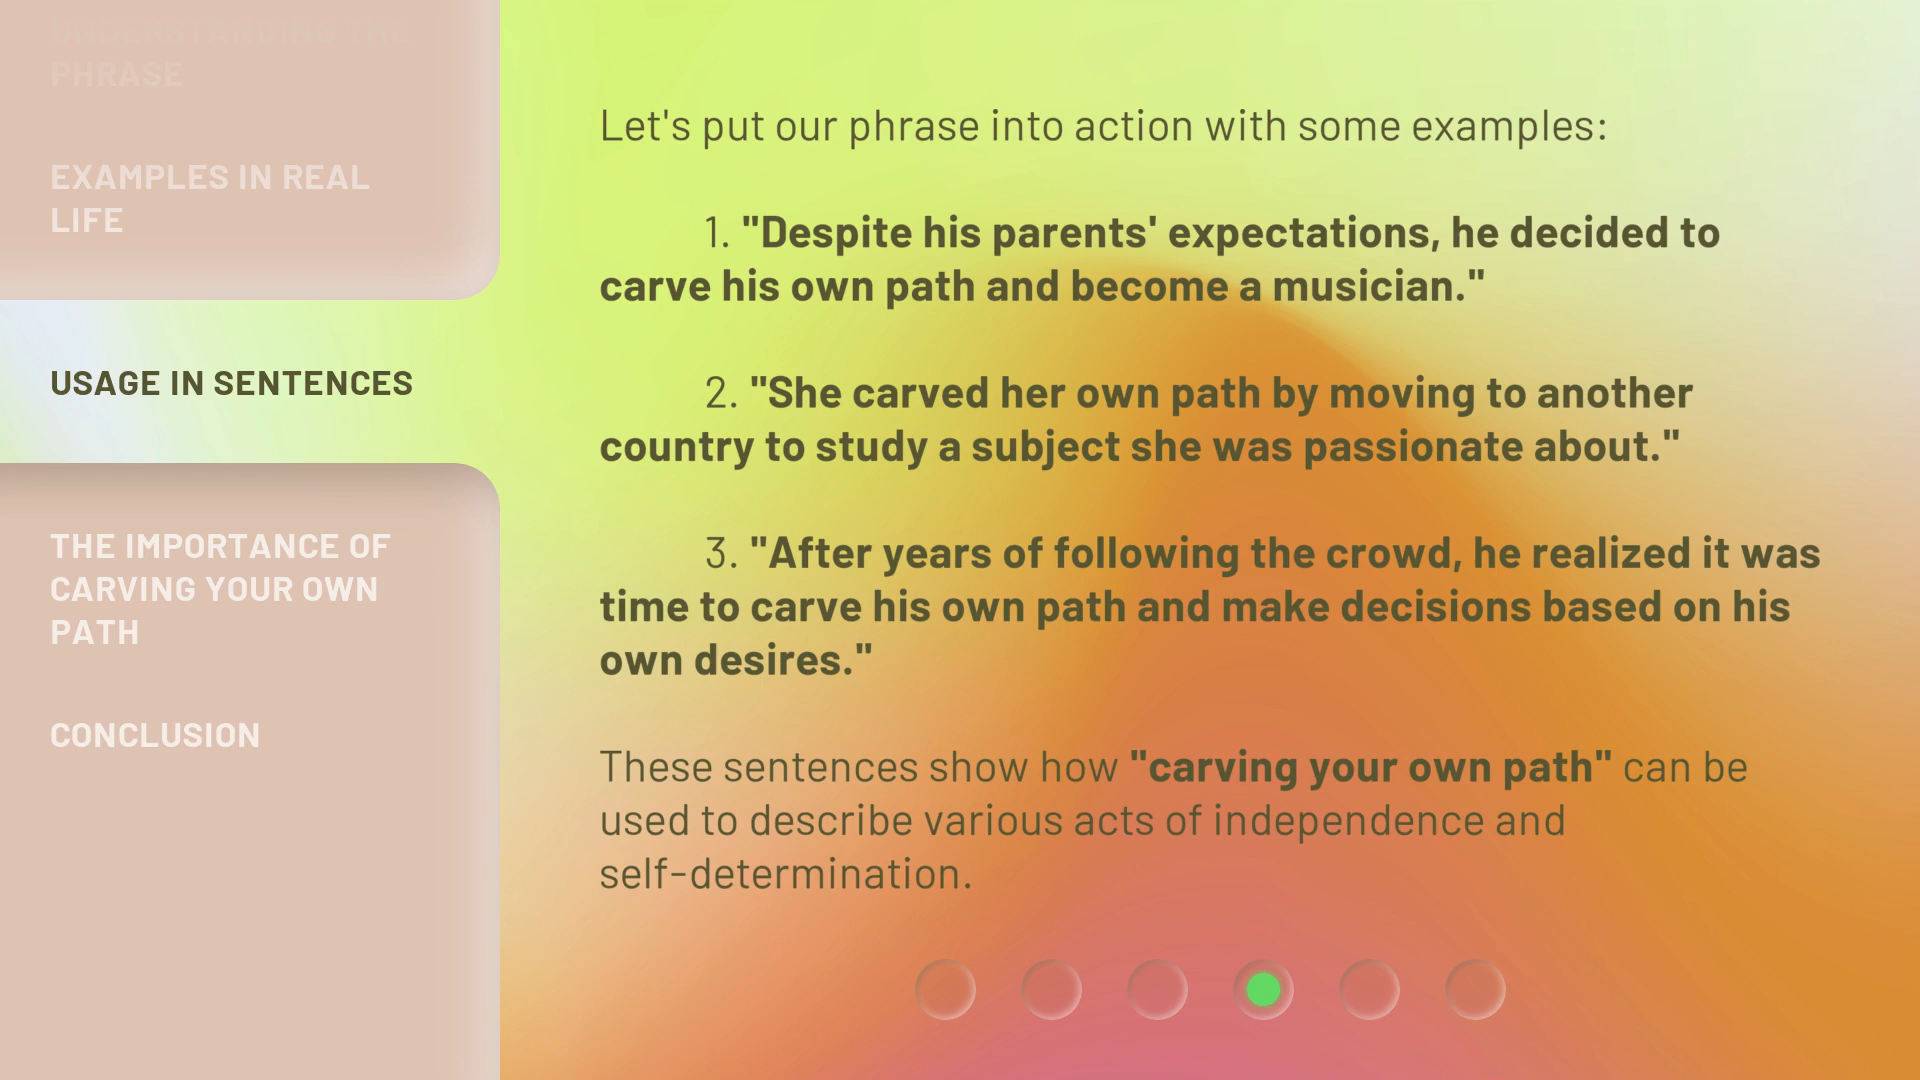 UNDERSTANDING THE
PHRASE
EXAMPLES IN REAL
LIFE
USAGE IN SENTENCES
THE IMPORTANCE OF
CARVING YOUR OWN
PATH
CONCLUSION
Let's put our phrase into action with some examples:
1. "Despite his parents' expectations, he decided to
carve his own path and become a musician."
2. "She carved her own path by moving to another
country to study a subject she was passionate about."
3. "After years of following the crowd, he realized it was
time to carve his own path and make decisions based on his
own desires."
These sentences show how "carving your own path" can be
used to describe various acts of independence and
self-determination.